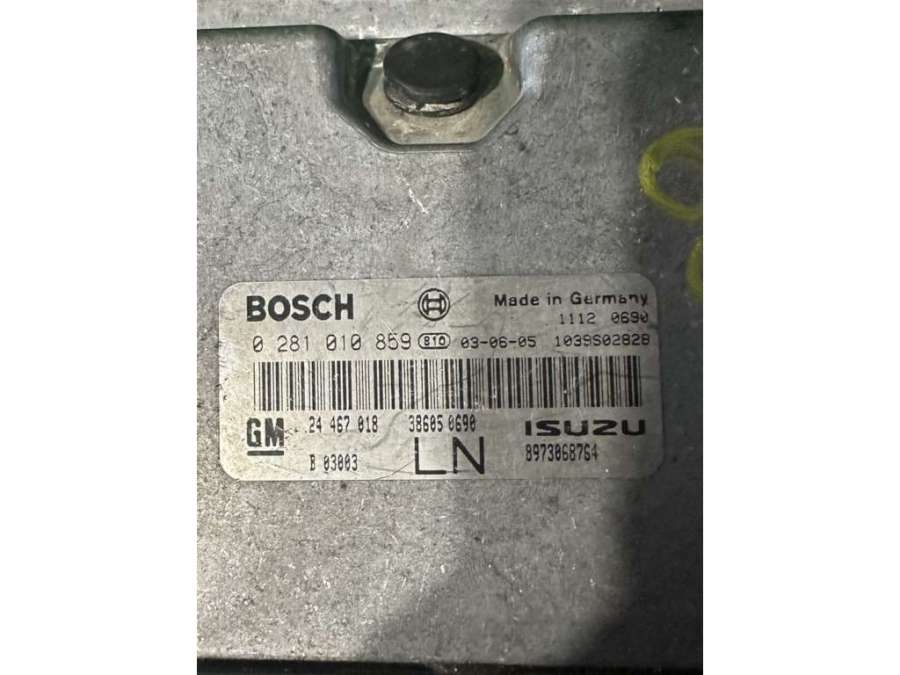 BOSCH Made in Germany
1112 0690
0 281 010 859 810 03-06-05 1039S02828
GM 24 467 018 38605 0690 ISUZU
B 03003 LN 8973068764